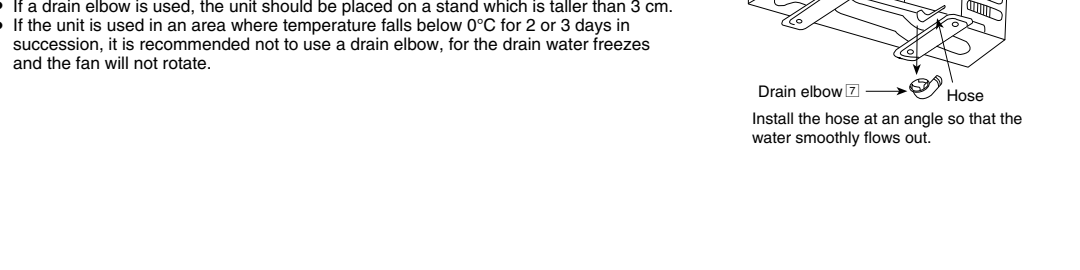 • If a drain elbow is used, the unit should be placed on a stand which is taller than 3 cm.
• If the unit is used in an area where temperature falls below 0°C for 2 or 3 days in
succession, it is recommended not to use a drain elbow, for the drain water freezes
and the fan will not rotate.
Drain elbow 7
Hose
Install the hose at an angle so that the
water smoothly flows out.